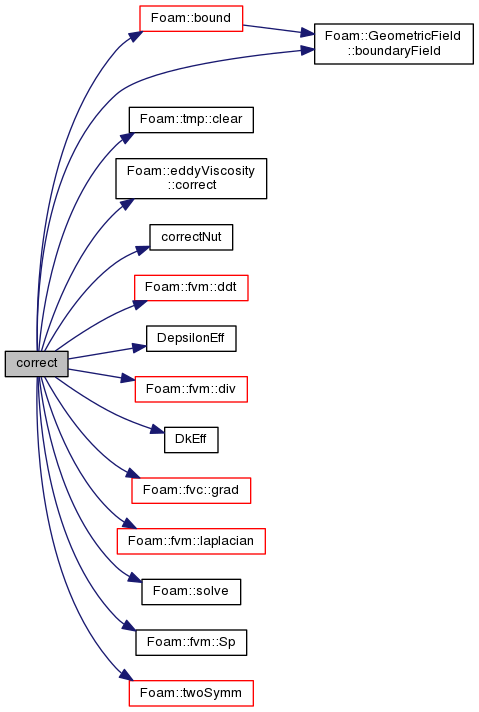 Foam::bound
Foam::GeometricField
::boundaryField
Foam::tmp::clear
Foam::eddyViscosity
::correct
correctNut
Foam::fvm::ddt
DepsilonEff
correct
Foam::fvm::div
DkEff
Foam::fvc::grad
Foam::fvm::laplacian
Foam::solve
Foam::fvm::Sp
Foam::twoSymm